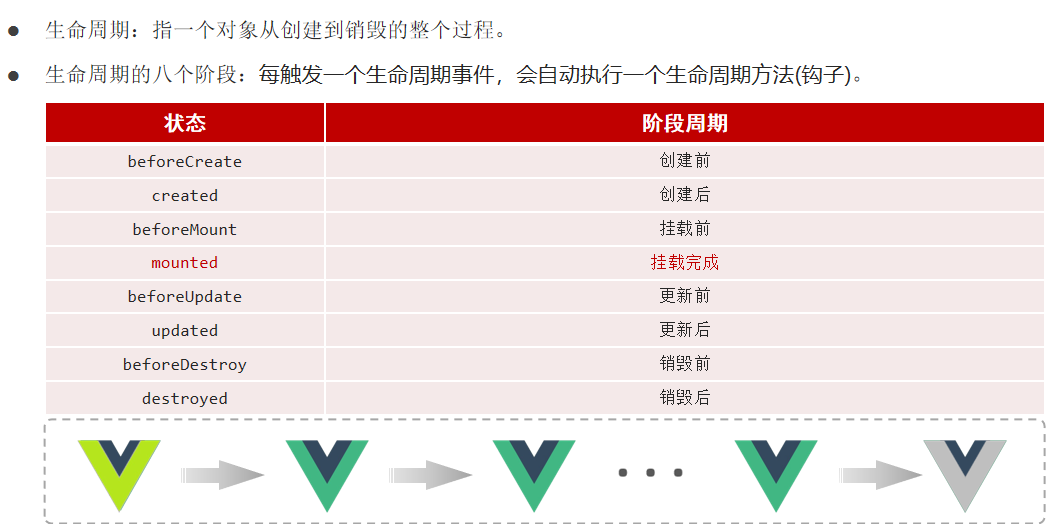 生命周期：指一个对象从创建到销毁的整个过程。
生命周期的八个阶段：每触发一个生命周期事件，会自动执行一个生命周期方法(钩子)。
状态 阶段周期
beforeCreate 创建前
created 创建后
beforeMount 挂载前
mounted 挂载完成
beforeUpdate 更新前
updated 更新后
beforeDestroy 销毁前
destroyed 销毁后